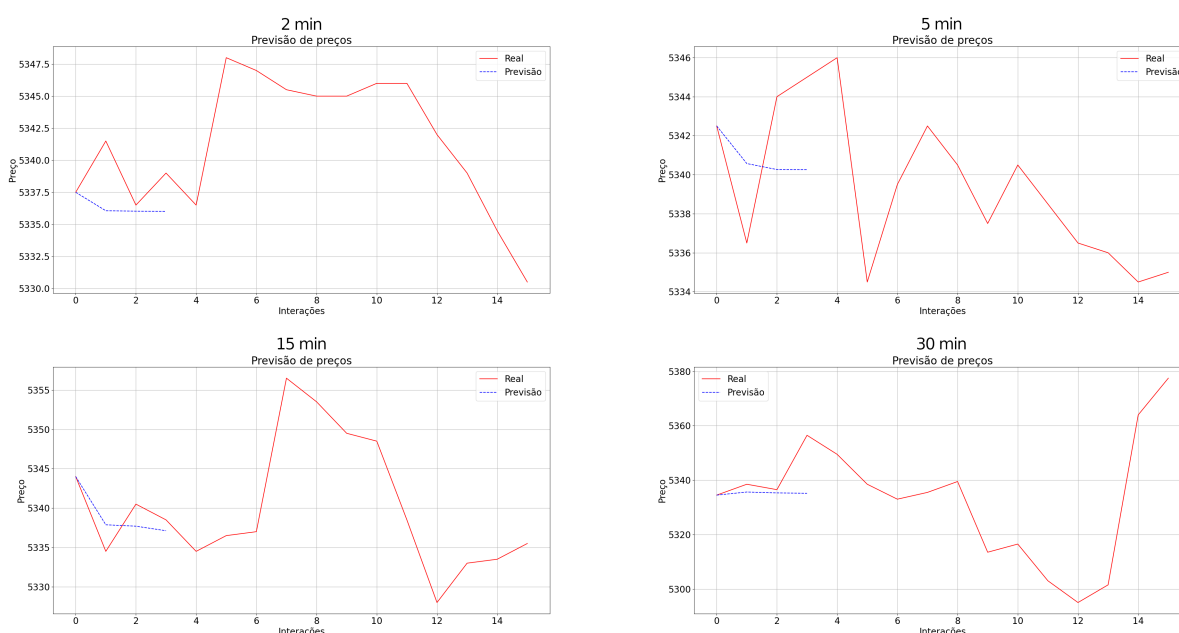 2 min
Previsão de preços
Real
Previsão
5347.5
5345.0
5342.5
5340.0
5337.5
5335.0
5332.5
5330.0
Preço
0 2 4 6 8 10 12 14
Interações
5 min
Previsão de preços
Real
Previsão
5346
5344
5342
5340
5338
5336
5334
Preço
0 2 4 6 8 10 12 14
Interações
15 min
Previsão de preços
Real
Previsão
5355
5350
5345
5340
5335
5330
Preço
0 2 4 6 8 10 12 14
Interações
30 min
Previsão de preços
Real
Previsão
5380
5360
5340
5320
5300
Preço
0 2 4 6 8 10 12 14
Interações